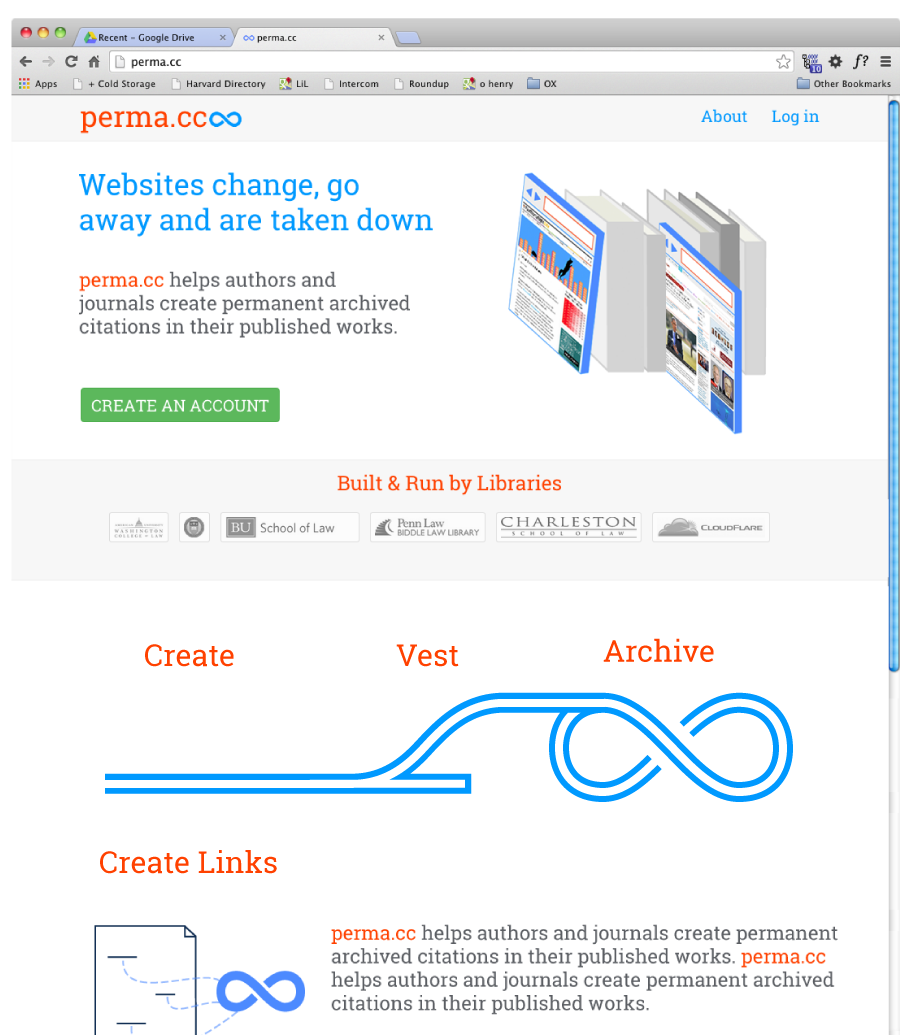 Recent – Google Drive
perma.cc
perma.cc
Apps
+ Cold Storage
Harvard Directory
LiL
Intercom
Roundup
o henry
OX
Other Bookmarks
f?
10
perma.cc
About
Log in
Websites change, go
away and are taken down
perma.cc helps authors and
journals create permanent archived
citations in their published works.
CREATE AN ACCOUNT
Built & Run by Libraries
WASHINGTON
COLLEGE of LAW
BU School of Law
Penn Law
BIDDLE LAW LIBRARY
CHARLESTON
SCHOOL OF LAW
CLOUDFLARE
Create
Vest
Archive
Create Links
perma.cc helps authors and journals create permanent
archived citations in their published works. perma.cc
helps authors and journals create permanent archived
citations in their published works.